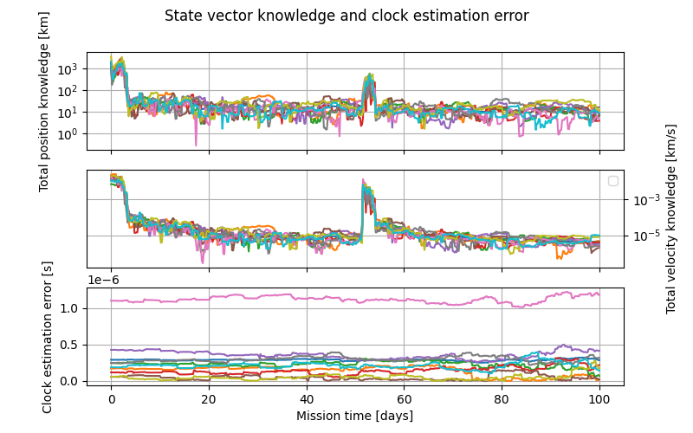 State vector knowledge and clock estimation error
Total position knowledge [km]
10³
10²
10¹
10⁰
Total velocity knowledge [km/s]
10⁻³
10⁻⁵
Clock estimation error [s]
1e−6
1.0
0.5
0.0
0 20 40 60 80 100
Mission time [days]